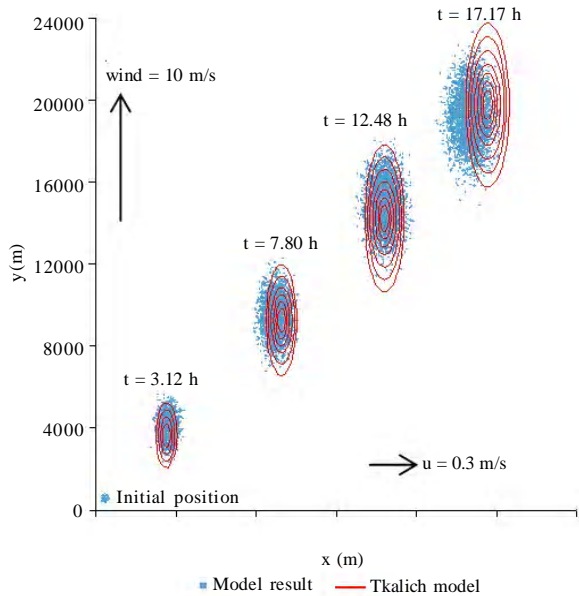 t = 17.17 h
24000
wind = 10 m/s
20000
t = 12.48 h
16000
t = 7.80 h
12000
y (m)
8000
t = 3.12 h
4000
u = 0.3 m/s
Initial position
0
x (m)
Model result
Tkalich model